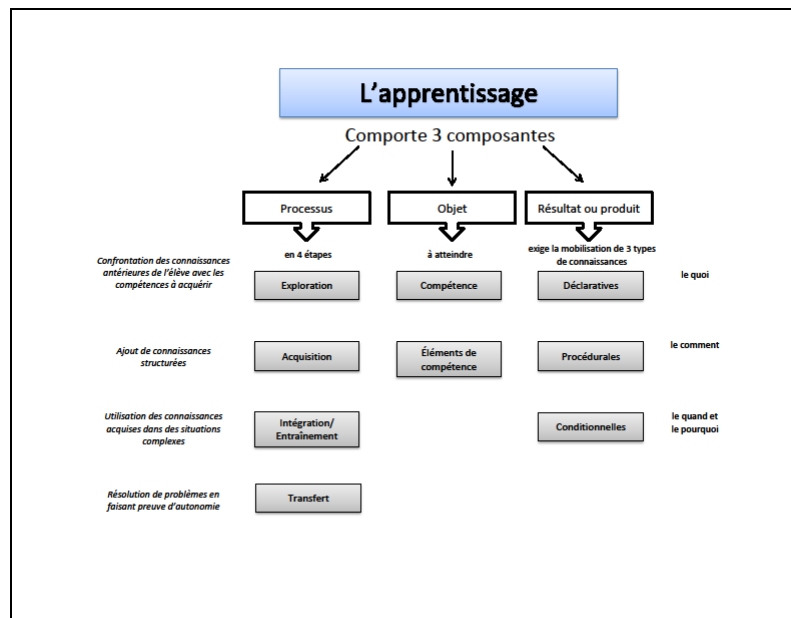 L'apprentissage
Comporte 3 composantes
Processus
Objet
Résultat ou produit
en 4 étapes
à atteindre
exige la mobilisation de 3 types
de connaissances
Confrontation des connaissances
antérieures de l'élève avec les
compétences à acquérir
Exploration
Compétence
Déclaratives
le quoi
Ajout de connaissances
structurées
Acquisition
Éléments de
compétence
Procédurales
le comment
Utilisation des connaissances
acquises dans des situations
complexes
Intégration/
Entraînement
Conditionnelles
le quand et
le pourquoi
Résolution de problèmes en
faisant preuve d'autonomie
Transfert